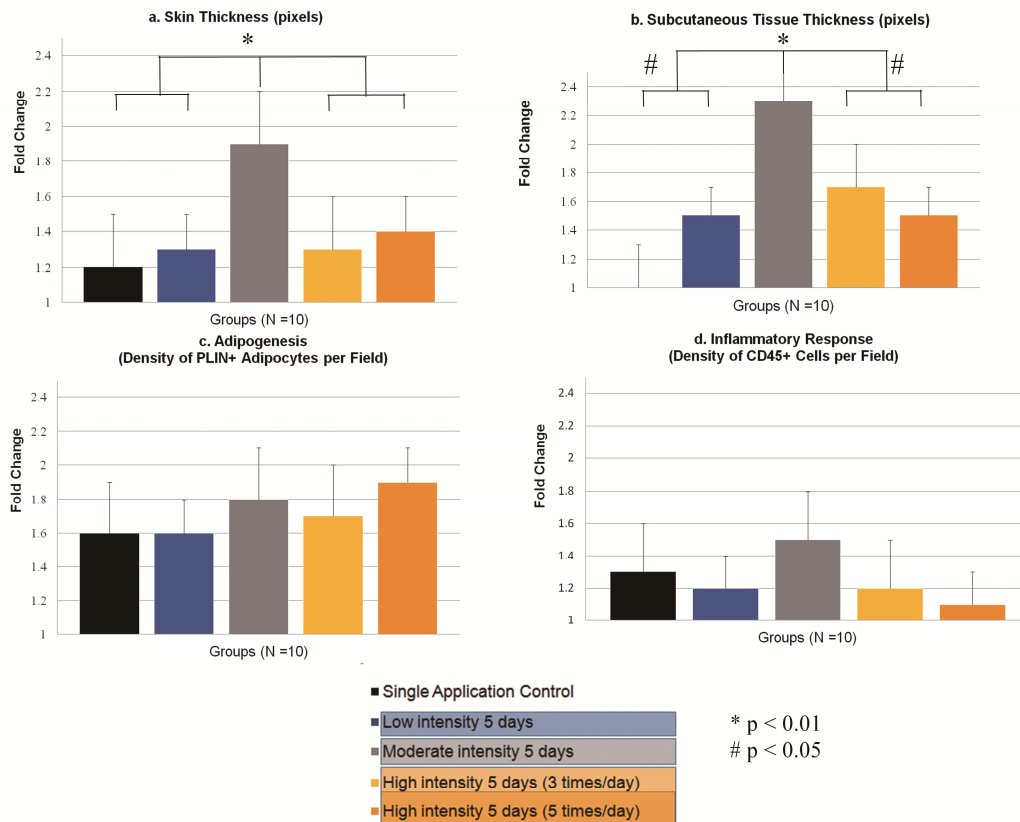 a. Skin Thickness (pixels)
*
Fold Change
2.4
2.2
2
1.8
1.6
1.4
1.2
1
Groups (N =10)
b. Subcutaneous Tissue Thickness (pixels)
#
*
#
Fold Change
2.4
2.2
2
1.8
1.6
1.4
1.2
1
Groups (N =10)
c. Adipogenesis
(Density of PLIN+ Adipocytes per Field)
Fold Change
2.4
2.2
2
1.8
1.6
1.4
1.2
1
Groups (N =10)
d. Inflammatory Response
(Density of CD45+ Cells per Field)
Fold Change
2.4
2.2
2
1.8
1.6
1.4
1.2
1
Groups (N =10)
Single Application Control
Low intensity 5 days
Moderate intensity 5 days
High intensity 5 days (3 times/day)
High intensity 5 days (5 times/day)
* p < 0.01
# p < 0.05